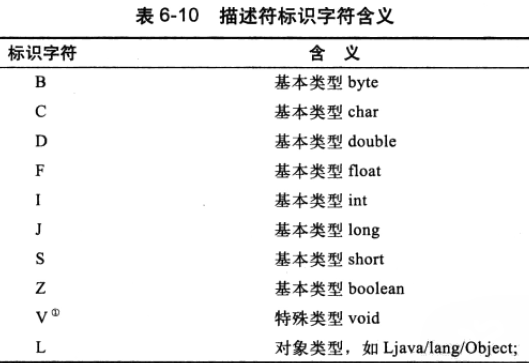 表 6-10 描述符标识字符含义
标识字符 含 义
B 基本类型 byte
C 基本类型 char
D 基本类型 double
F 基本类型 float
I 基本类型 int
J 基本类型 long
S 基本类型 short
Z 基本类型 boolean
V① 特殊类型 void
L 对象类型，如 Ljava/lang/Object;